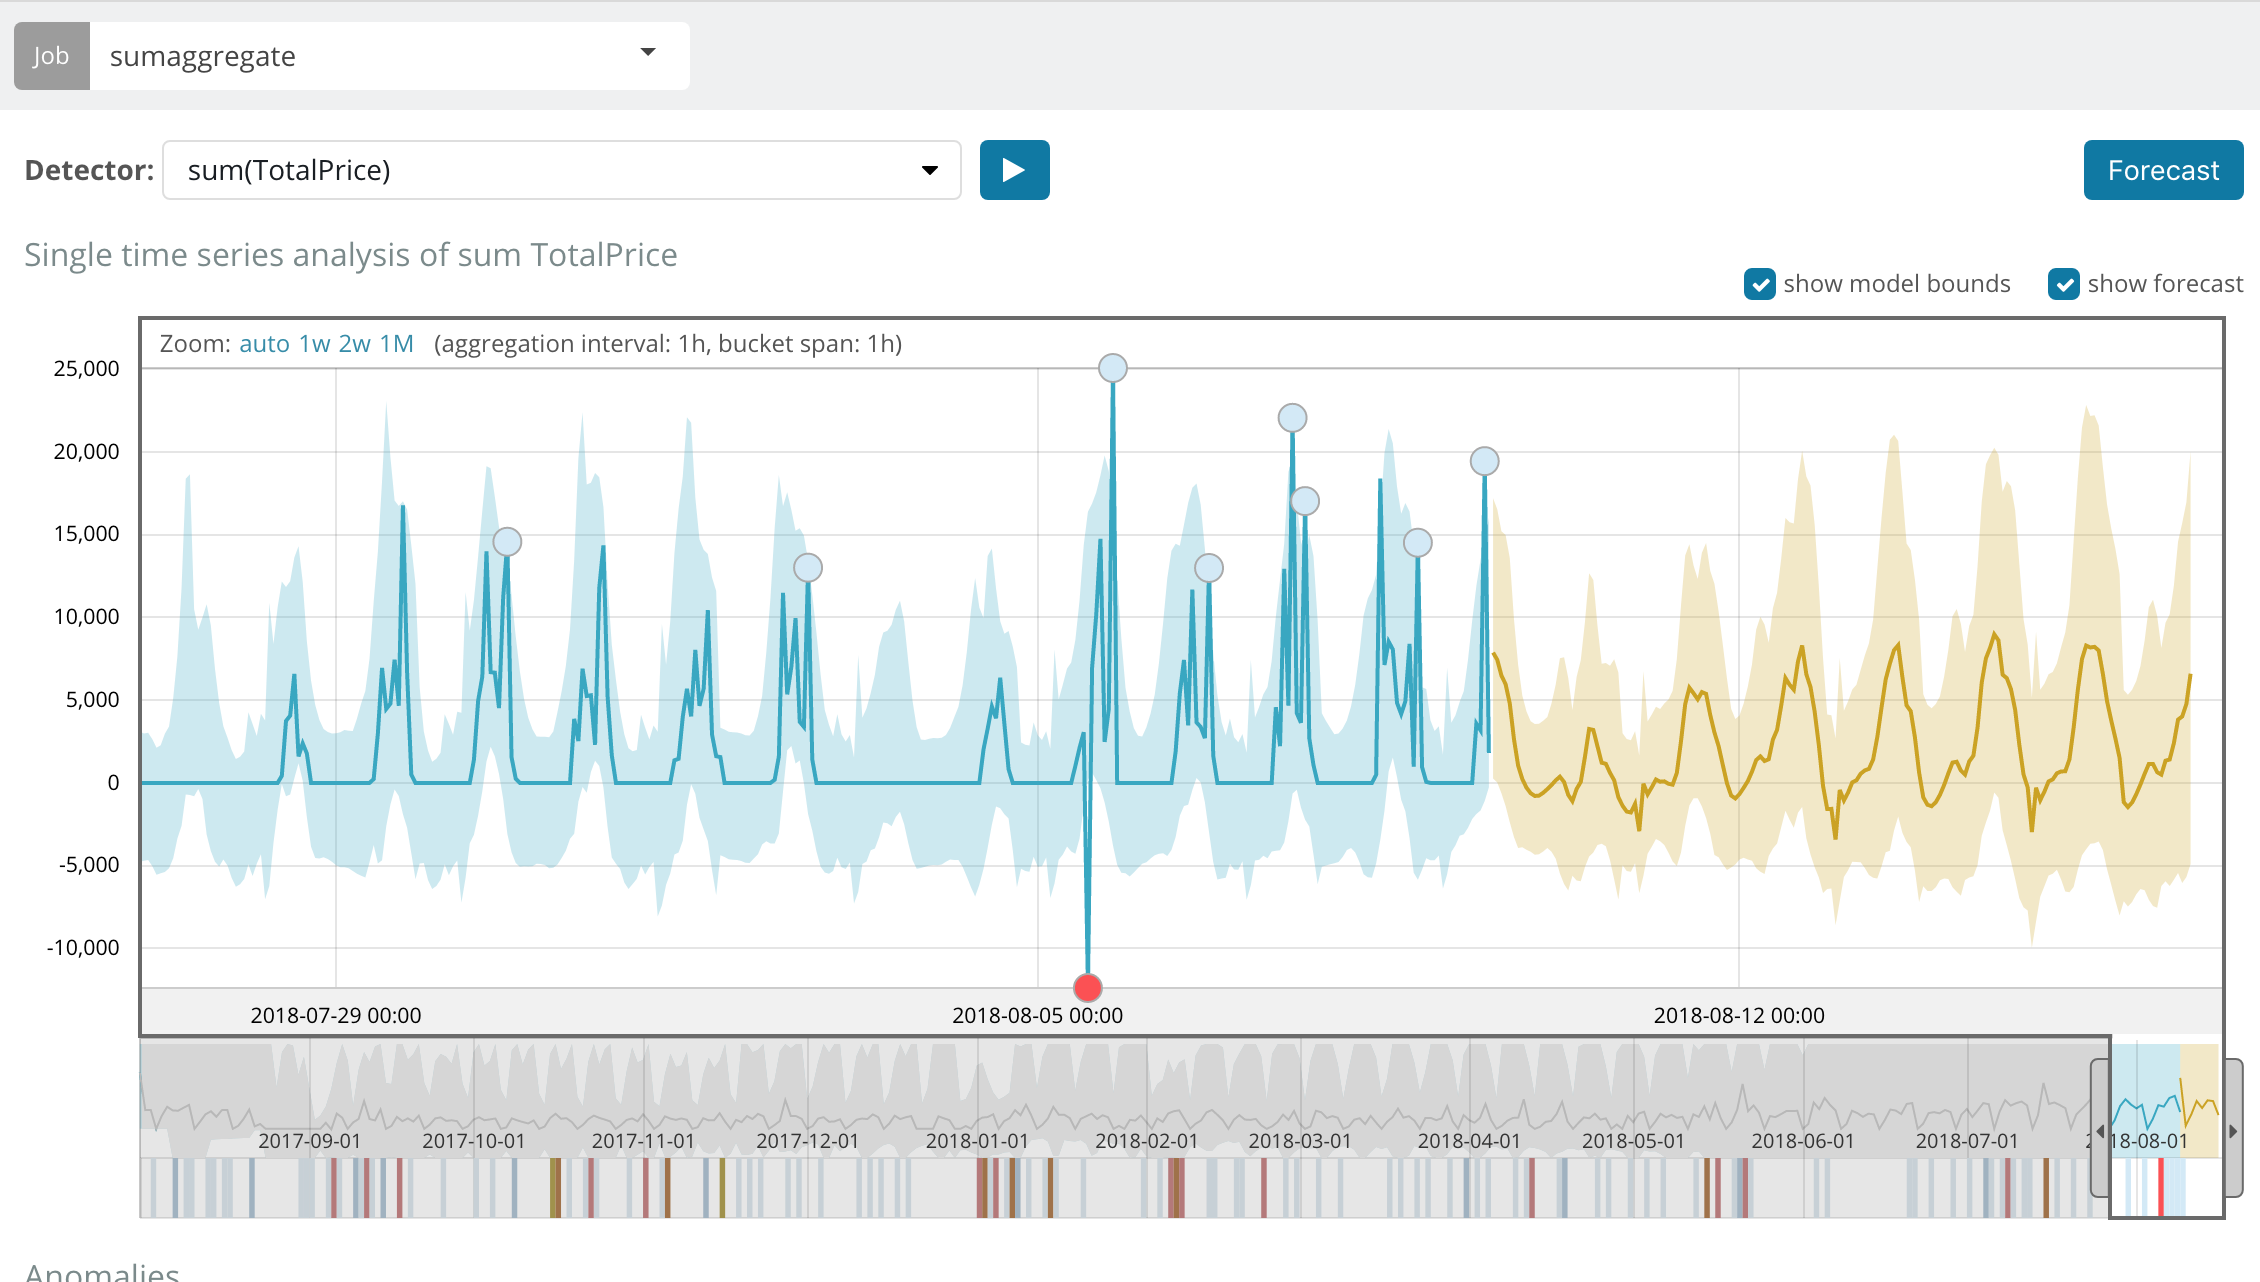 Job sumaggregate
Detector: sum(TotalPrice) Forecast
Single time series analysis of sum TotalPrice
show model bounds show forecast
Zoom: auto 1w 2w 1M (aggregation interval: 1h, bucket span: 1h)
25,000
20,000
15,000
10,000
5,000
0
-5,000
-10,000
2018-07-29 00:00 2018-08-05 00:00 2018-08-12 00:00
2017-09-01 2017-10-01 2017-11-01 2017-12-01 2018-01-01 2018-02-01 2018-03-01 2018-04-01 2018-05-01 2018-06-01 2018-07-01 18-08-01
Anomalies